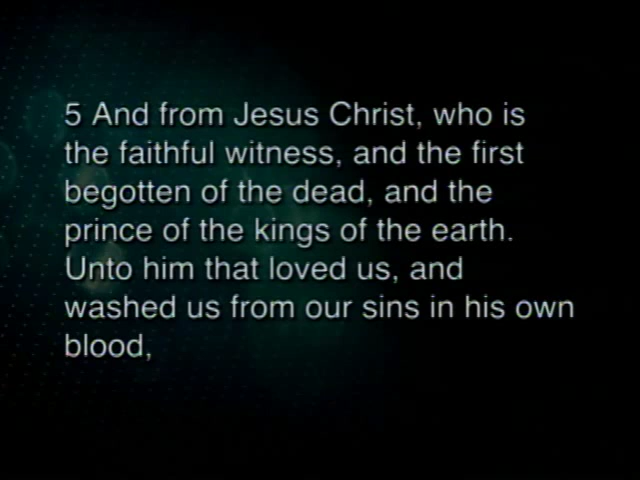 5 And from Jesus Christ, who is
the faithful witness, and the first
begotten of the dead, and the
prince of the kings of the earth.
Unto him that loved us, and
washed us from our sins in his own
blood,